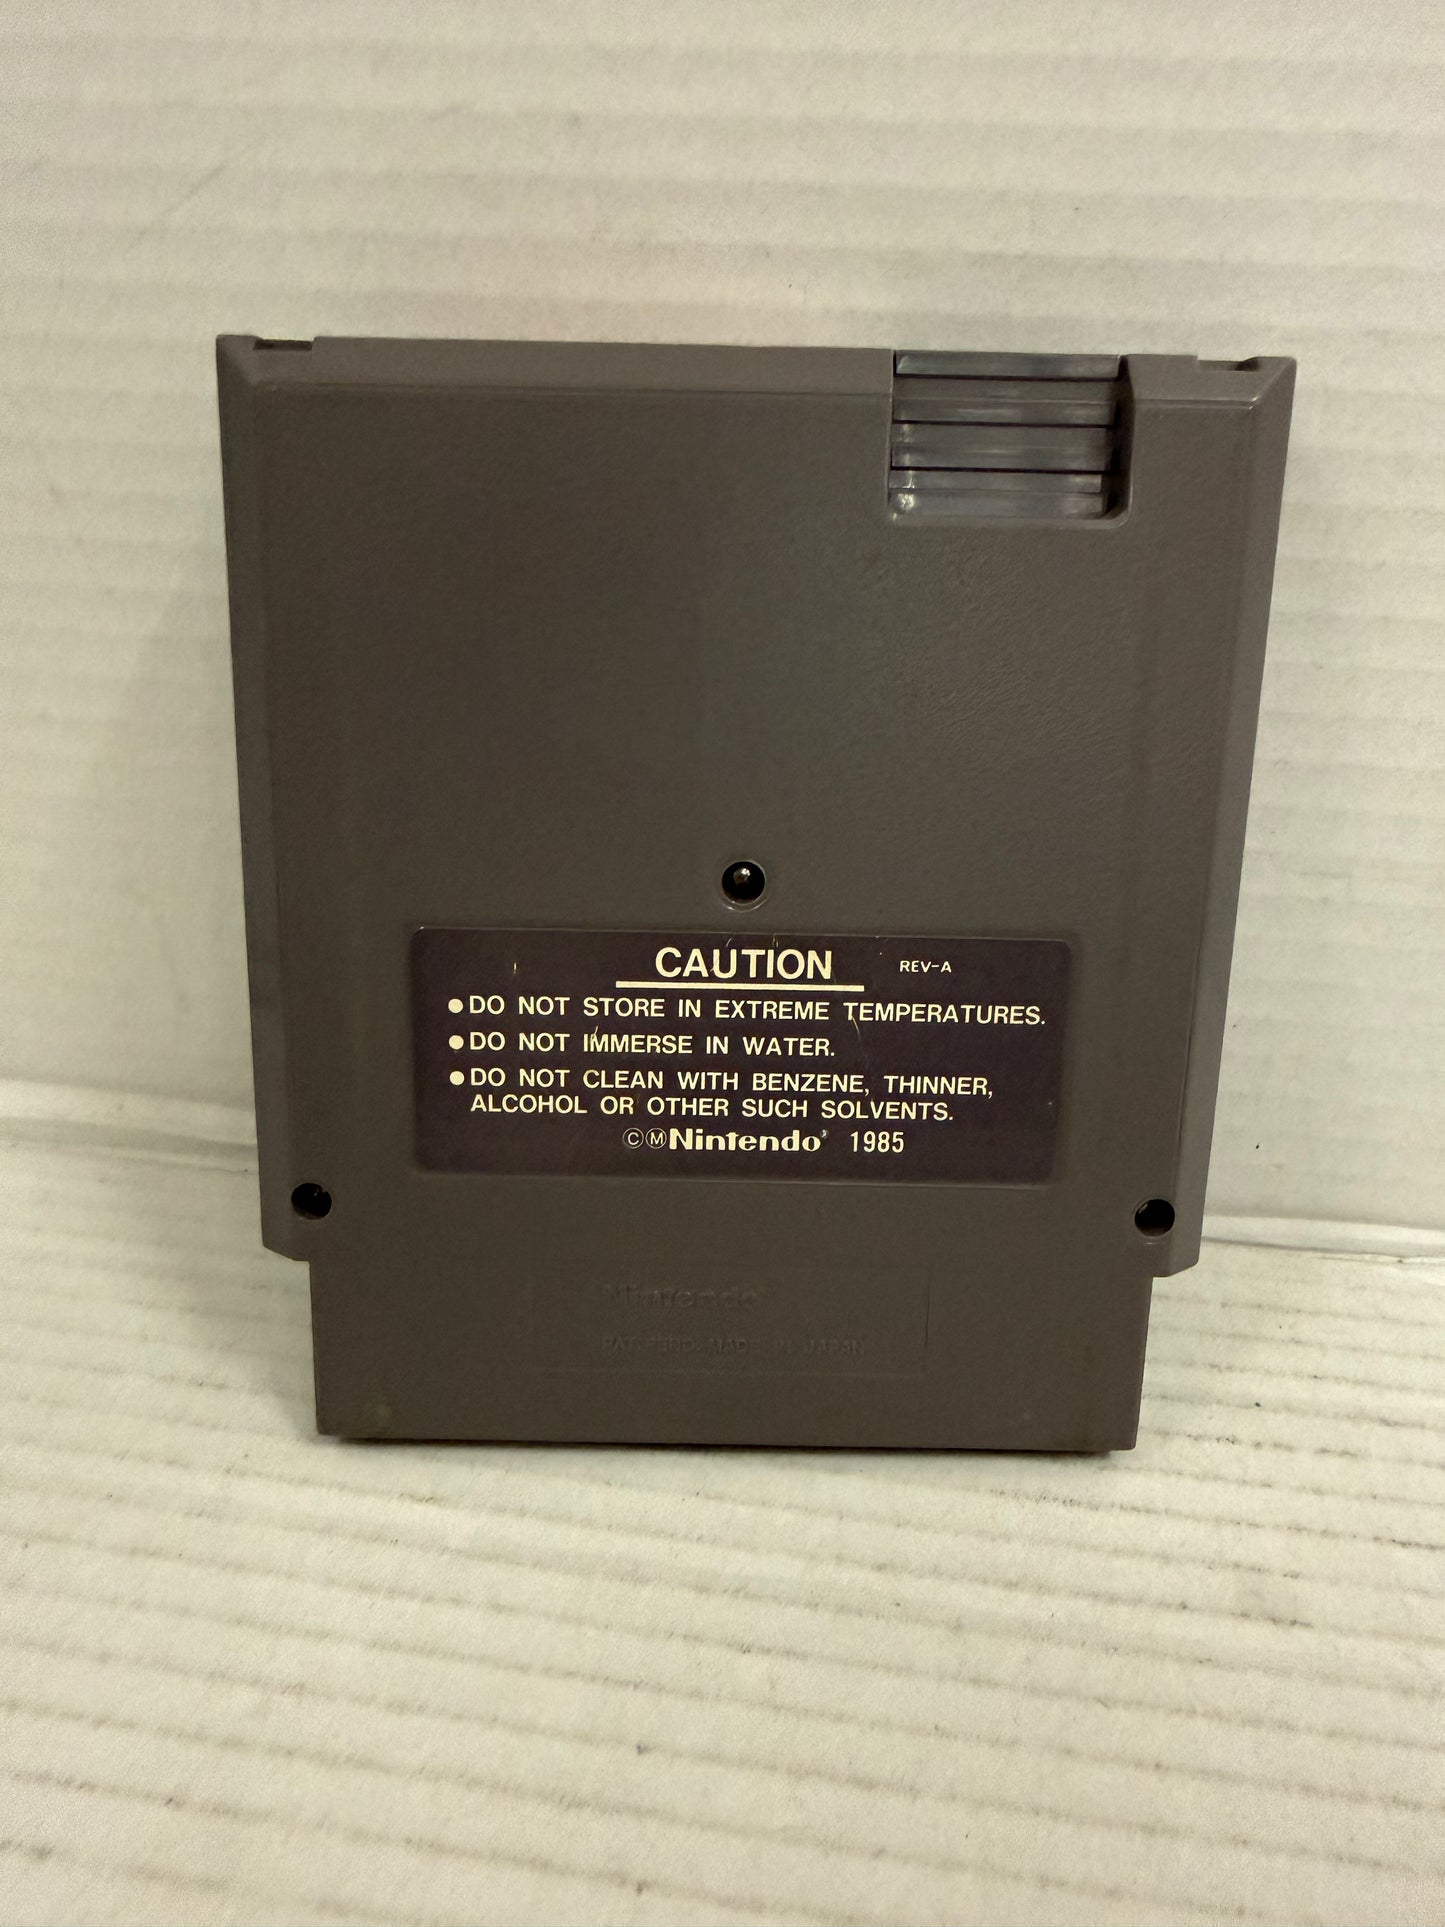 CAUTION REV-A
●DO NOT STORE IN EXTREME TEMPERATURES.
●DO NOT IMMERSE IN WATER.
●DO NOT CLEAN WITH BENZENE, THINNER,
ALCOHOL OR OTHER SUCH SOLVENTS.
ⒸⓂNintendo® 1985
Nintendo
PAT. PEND. MADE IN JAPAN